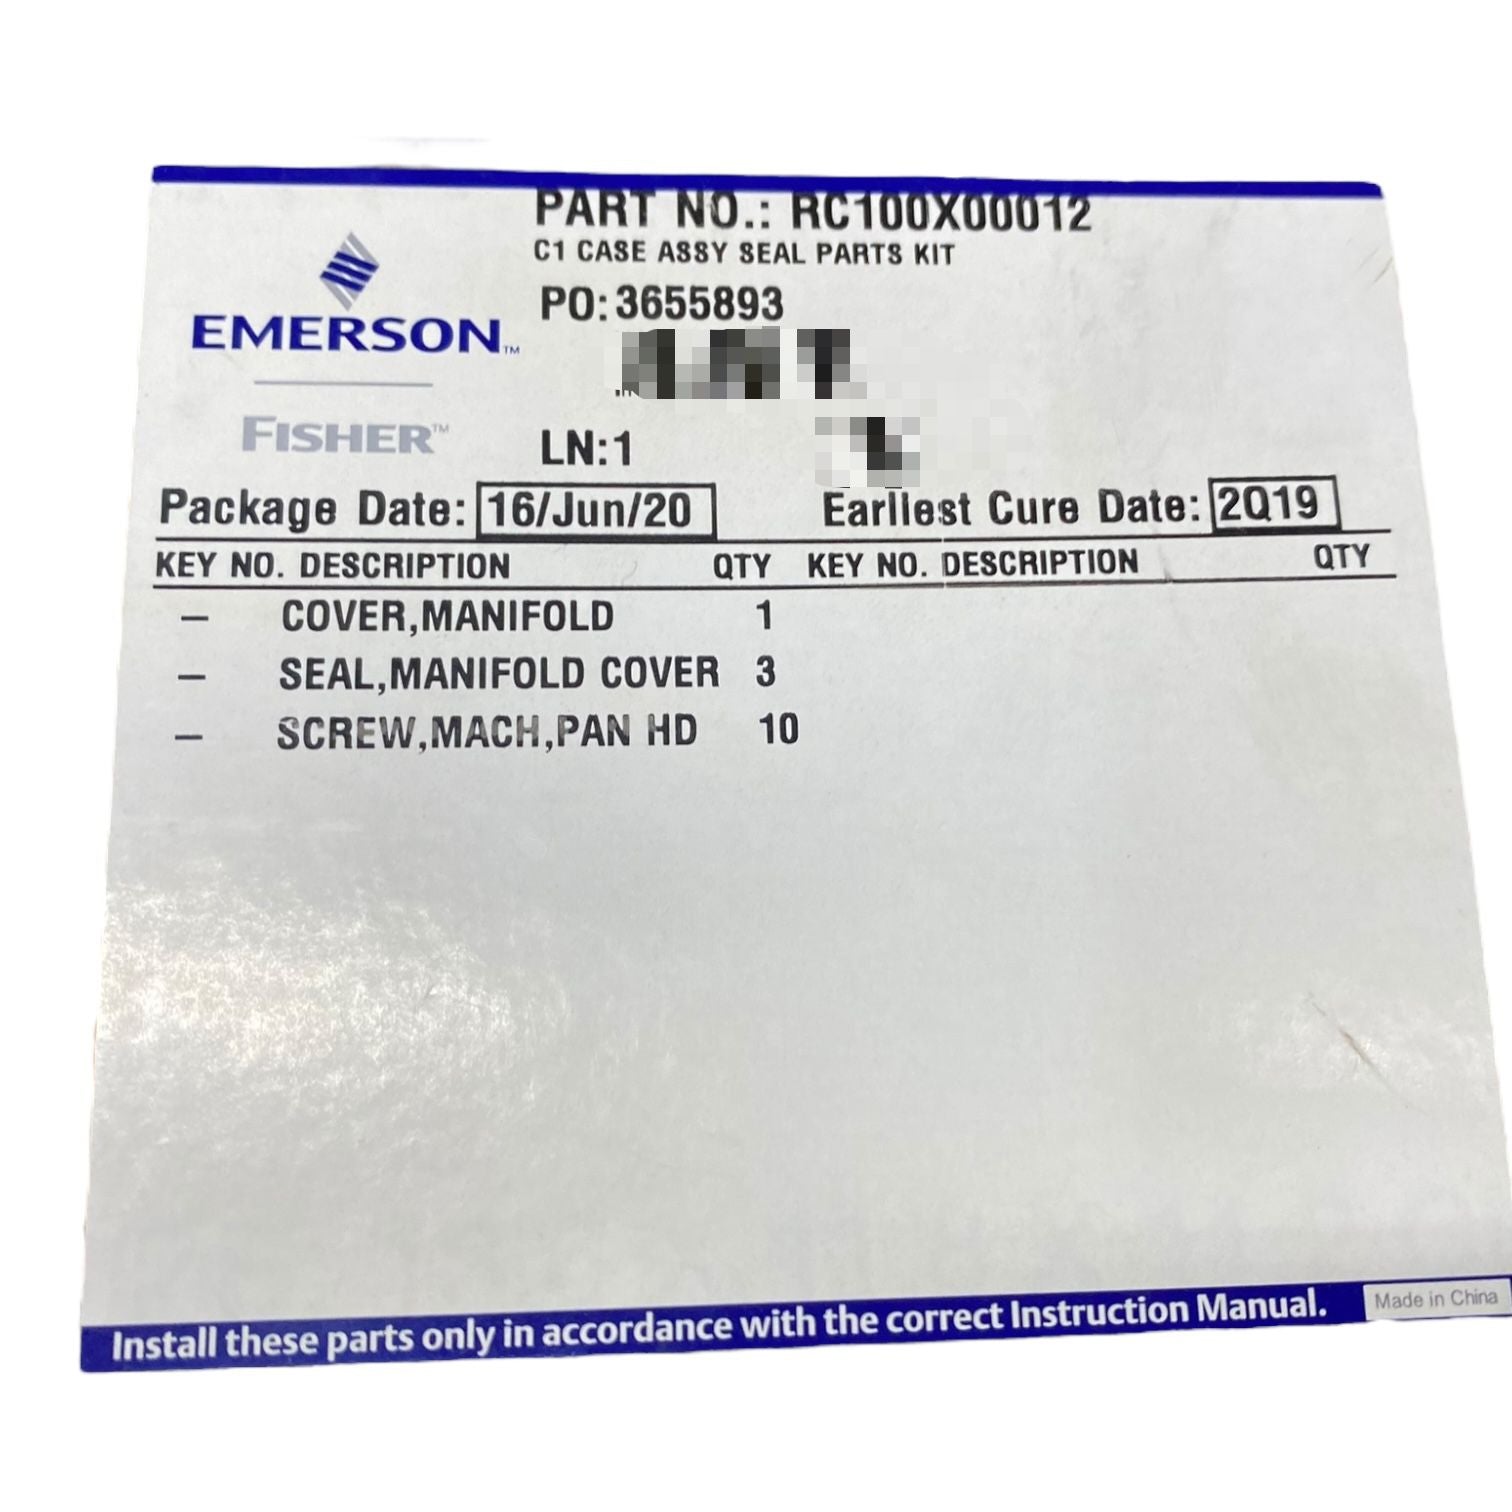 PART NO.: RC100X00012
C1 CASE ASSY SEAL PARTS KIT
PO: 3655893
EMERSON™
FISHER™
LN:1
Package Date: 16/Jun/20 Earliest Cure Date: 2Q19
KEY NO. DESCRIPTION QTY KEY NO. DESCRIPTION QTY
— COVER,MANIFOLD 1
— SEAL,MANIFOLD COVER 3
— SCREW,MACH,PAN HD 10
Install these parts only in accordance with the correct Instruction Manual. Made in China